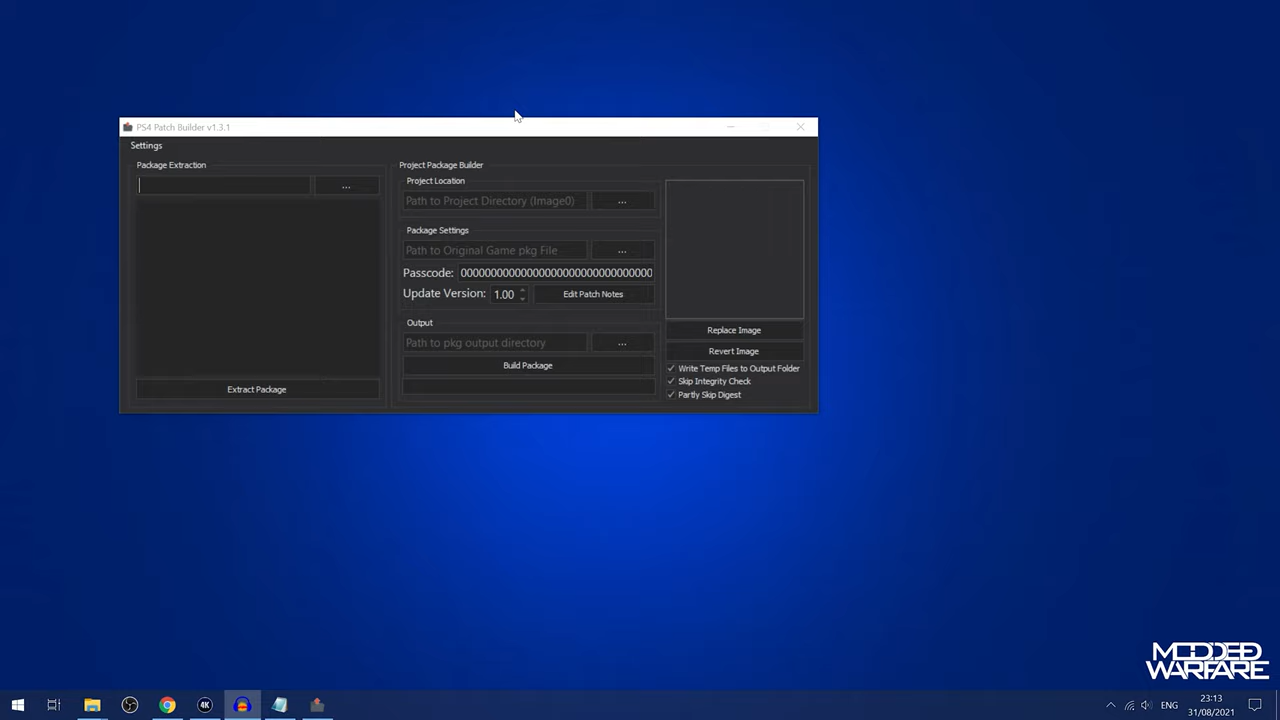 PS4 Patch Builder v1.3.1
Settings
Package Extraction
...
Extract Package
Project Package Builder
Project Location
Path to Project Directory (Image0)
...
Package Settings
Path to Original Game pkg File
...
Passcode: 00000000000000000000000000000000
Update Version: 1.00
Edit Patch Notes
Output
Path to pkg output directory
...
Build Package
Replace Image
Revert Image
Write Temp Files to Output Folder
Skip Integrity Check
Partly Skip Digest
MODDED
WARFARE
4K
ENG
23:13
31/08/2021